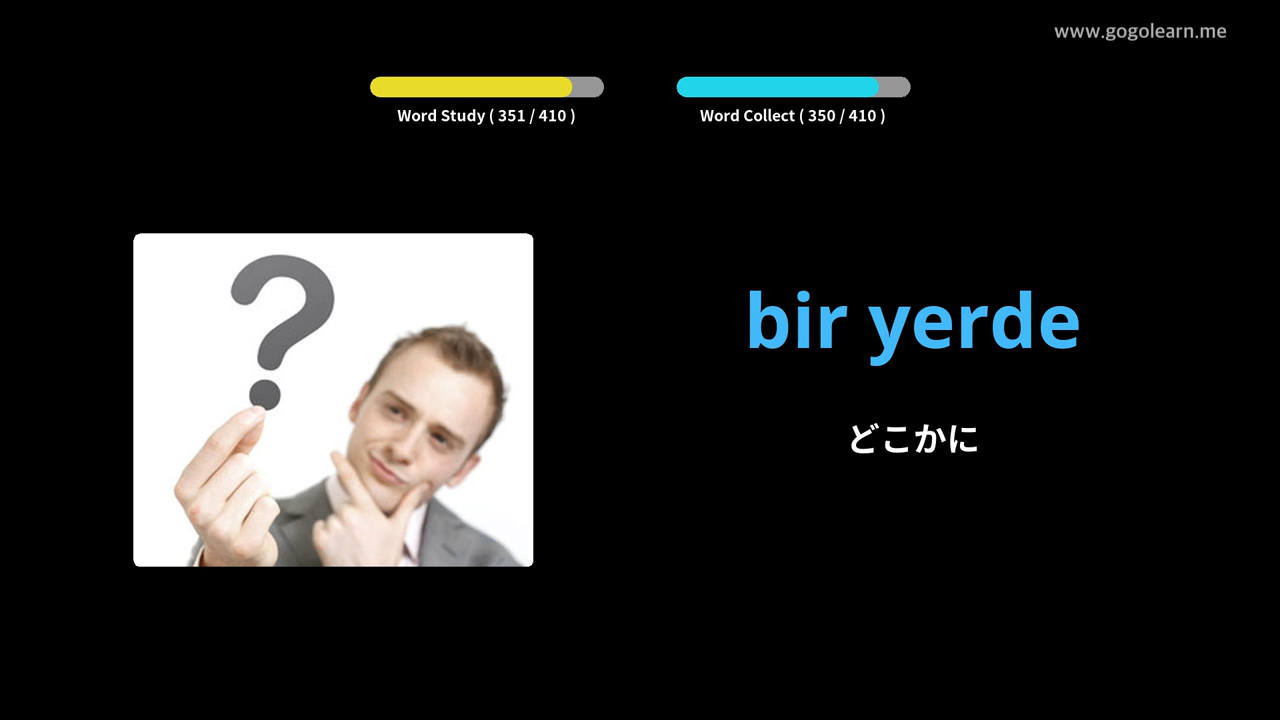 www.gogolearn.me
Word Study ( 351 / 410 )
Word Collect ( 350 / 410 )
?
bir yerde
どこかに